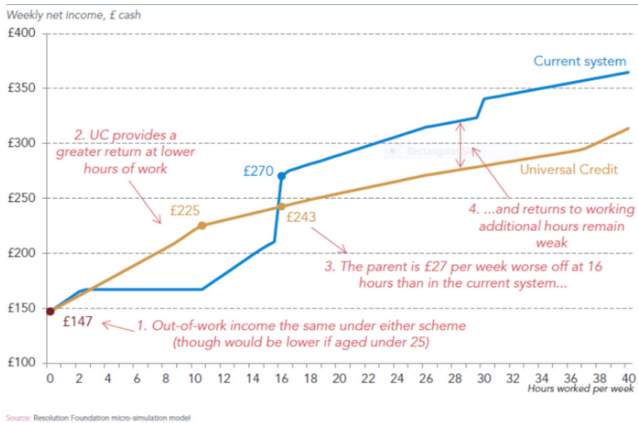 Weekly net income, £ cash
£400
£350
£300
£250
£200
£150
£100
Current system
2. UC provides a
greater return at lower
hours of work
£270
Universal Credit
£225
£243
4. ...and returns to working
additional hours remain
weak
3. The parent is £27 per week worse off at 16
hours than in the current system...
£147
1. Out-of-work income the same under either scheme
(though would be lower if aged under 25)
0 2 4 6 8 10 12 14 16 18 20 22 24 26 28 30 32 34 36 38 40
Hours worked per week
Source: Resolution Foundation micro-simulation model